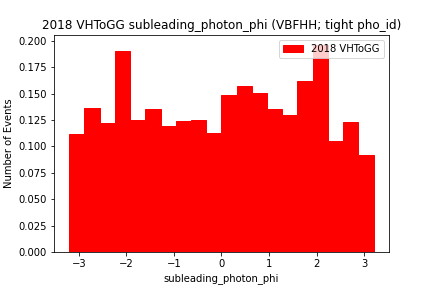 2018 VHToGG subleading_photon_phi (VBFHH; tight pho_id)
2018 VHToGG
Number of Events
0.200
0.175
0.150
0.125
0.100
0.075
0.050
0.025
0.000
−3 −2 −1 0 1 2 3
subleading_photon_phi